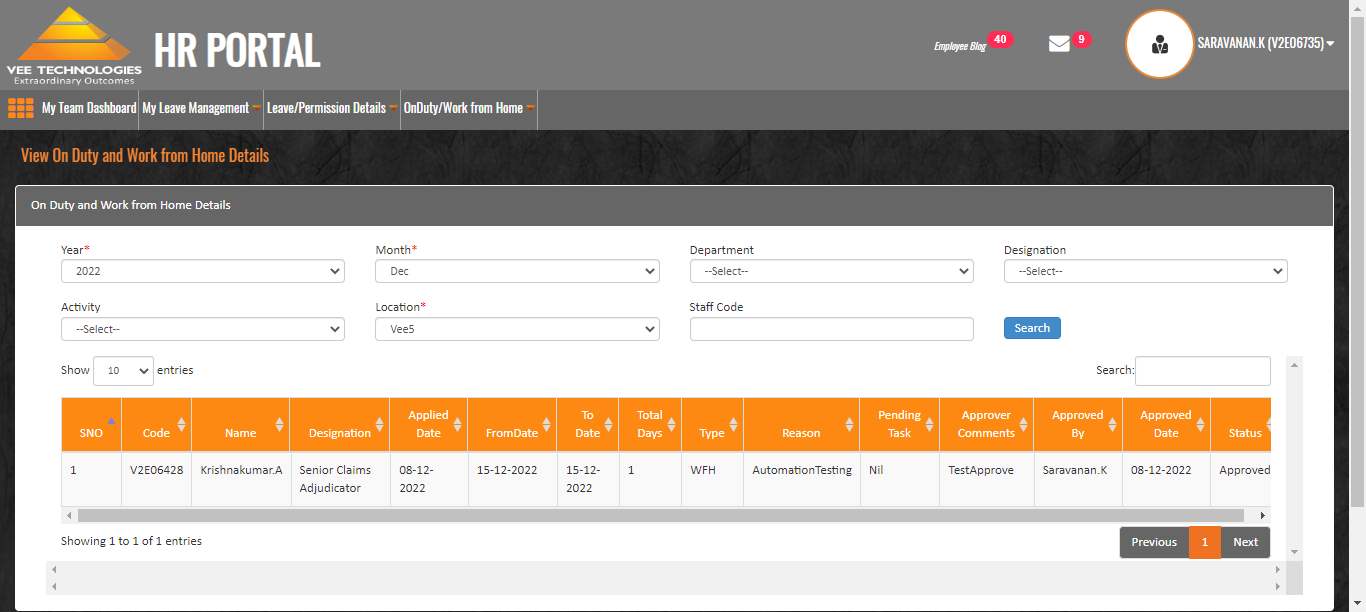 VEE TECHNOLOGIES
Extraordinary Outcomes
HR PORTAL
Employee Blog 40
9
SARAVANAN.K (V2E06735)
My Team Dashboard My Leave Management Leave/Permission Details OnDuty/Work from Home
View On Duty and Work from Home Details
On Duty and Work from Home Details
Year* Month* Department Designation
2022 Dec --Select-- --Select--
Activity Location* Staff Code
--Select-- Vee5 Search
Show 10 entries Search:
SNO Code Name Designation Applied Date FromDate To Date Total Days Type Reason Pending Task Approver Comments Approved By Approved Date Status
1 V2E06428 Krishnakumar.A Senior Claims Adjudicator 08-12-2022 15-12-2022 15-12-2022 1 WFH AutomationTesting Nil TestApprove Saravanan.K 08-12-2022 Approved
Showing 1 to 1 of 1 entries
Previous 1 Next